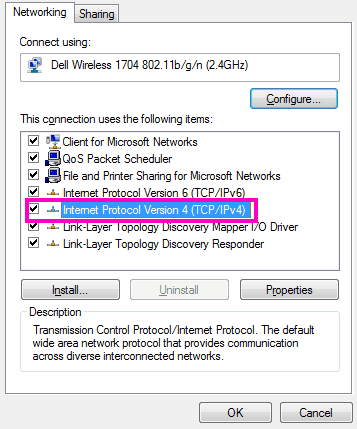 Networking Sharing
Connect using:
Dell Wireless 1704 802.11b/g/n (2.4GHz)
Configure...
This connection uses the following items:
Client for Microsoft Networks
QoS Packet Scheduler
File and Printer Sharing for Microsoft Networks
Internet Protocol Version 6 (TCP/IPv6)
Internet Protocol Version 4 (TCP/IPv4)
Link-Layer Topology Discovery Mapper I/O Driver
Link-Layer Topology Discovery Responder
Install... Uninstall Properties
Description
Transmission Control Protocol/Internet Protocol. The default
wide area network protocol that provides communication
across diverse interconnected networks.
OK Cancel